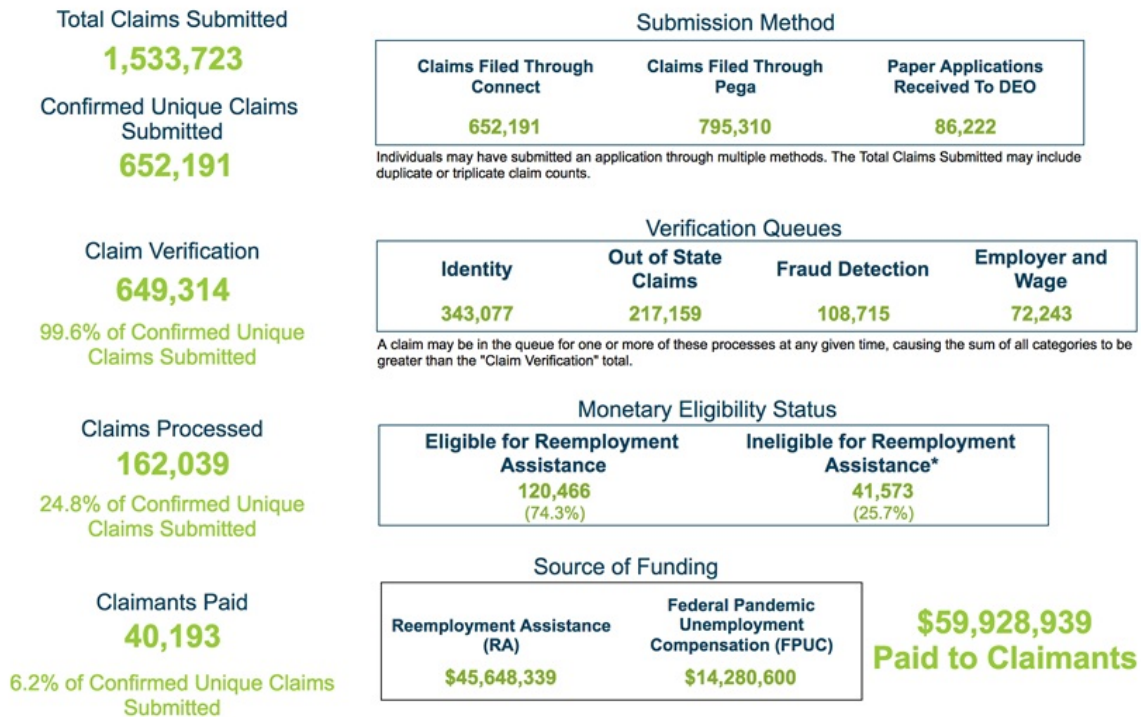 Total Claims Submitted
1,533,723
Confirmed Unique Claims
Submitted
652,191
Submission Method
Claims Filed Through
Connect
652,191
Claims Filed Through
Pega
795,310
Paper Applications
Received To DEO
86,222
Individuals may have submitted an application through multiple methods. The Total Claims Submitted may include
duplicate or triplicate claim counts.
Claim Verification
649,314
99.6% of Confirmed Unique
Claims Submitted
Verification Queues
Identity
343,077
Out of State
Claims
217,159
Fraud Detection
108,715
Employer and
Wage
72,243
A claim may be in the queue for one or more of these processes at any given time, causing the sum of all categories to be
greater than the "Claim Verification" total.
Claims Processed
162,039
24.8% of Confirmed Unique
Claims Submitted
Monetary Eligibility Status
Eligible for Reemployment
Assistance
120,466
(74.3%)
Ineligible for Reemployment
Assistance*
41,573
(25.7%)
Claimants Paid
40,193
6.2% of Confirmed Unique Claims
Submitted
Source of Funding
Reemployment Assistance
(RA)
$45,648,339
Federal Pandemic
Unemployment
Compensation (FPUC)
$14,280,600
$59,928,939
Paid to Claimants